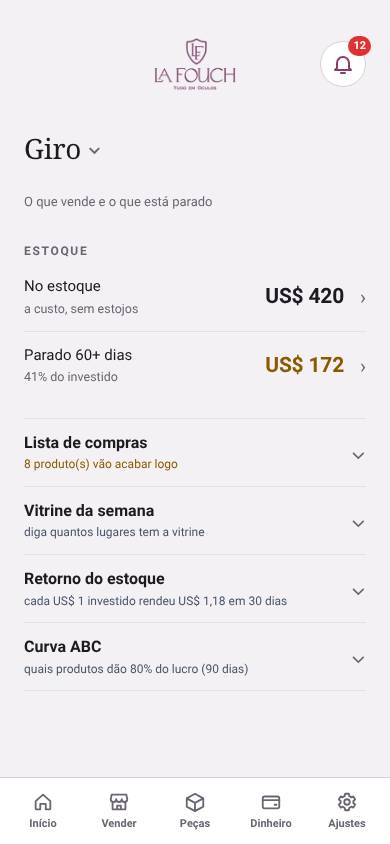 12
LF
LA FOUCH
TUDO EM ÓCULOS
Giro
O que vende e o que está parado
ESTOQUE
No estoque
US$ 420
a custo, sem estojos
Parado 60+ dias
US$ 172
41% do investido
Lista de compras
8 produto(s) vão acabar logo
Vitrine da semana
diga quantos lugares tem a vitrine
Retorno do estoque
cada US$ 1 investido rendeu US$ 1,18 em 30 dias
Curva ABC
quais produtos dão 80% do lucro (90 dias)
Início Vender Peças Dinheiro Ajustes